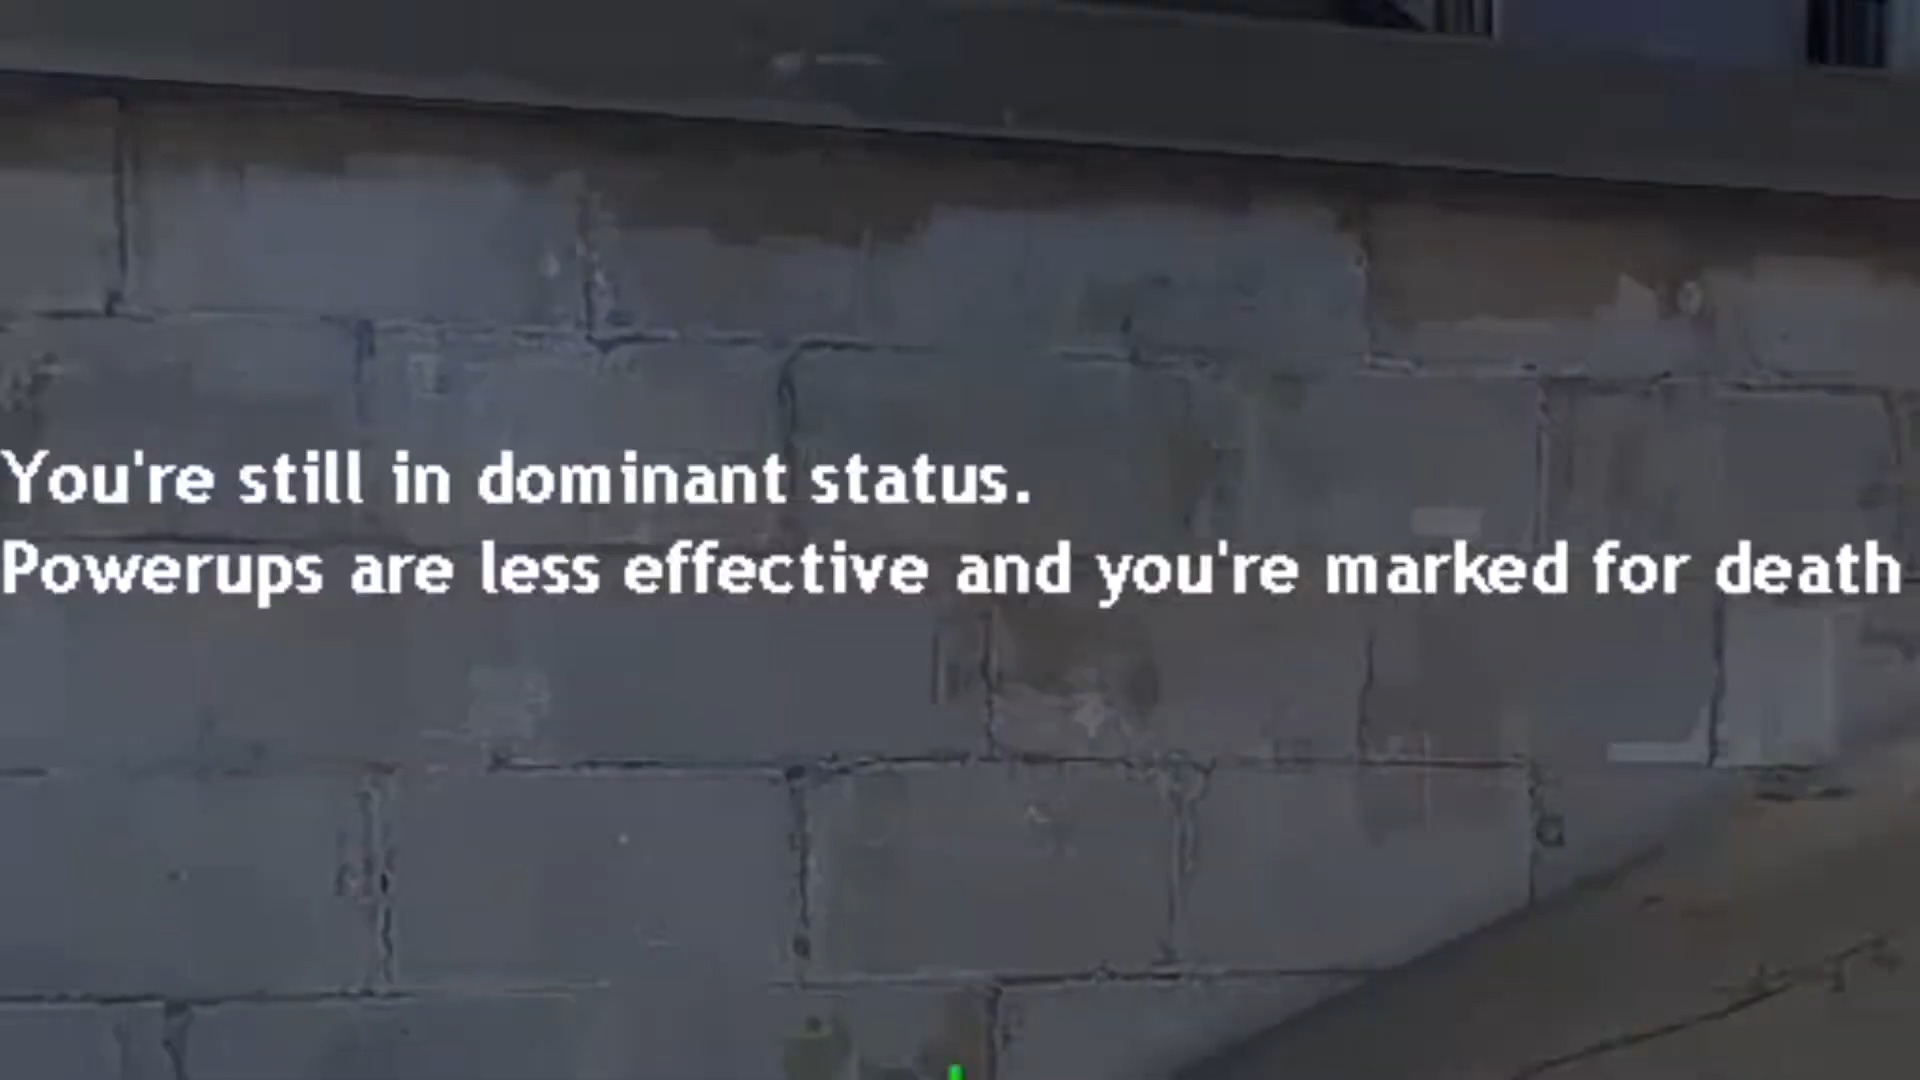 You're still in dominant status.
Powerups are less effective and you're marked for death